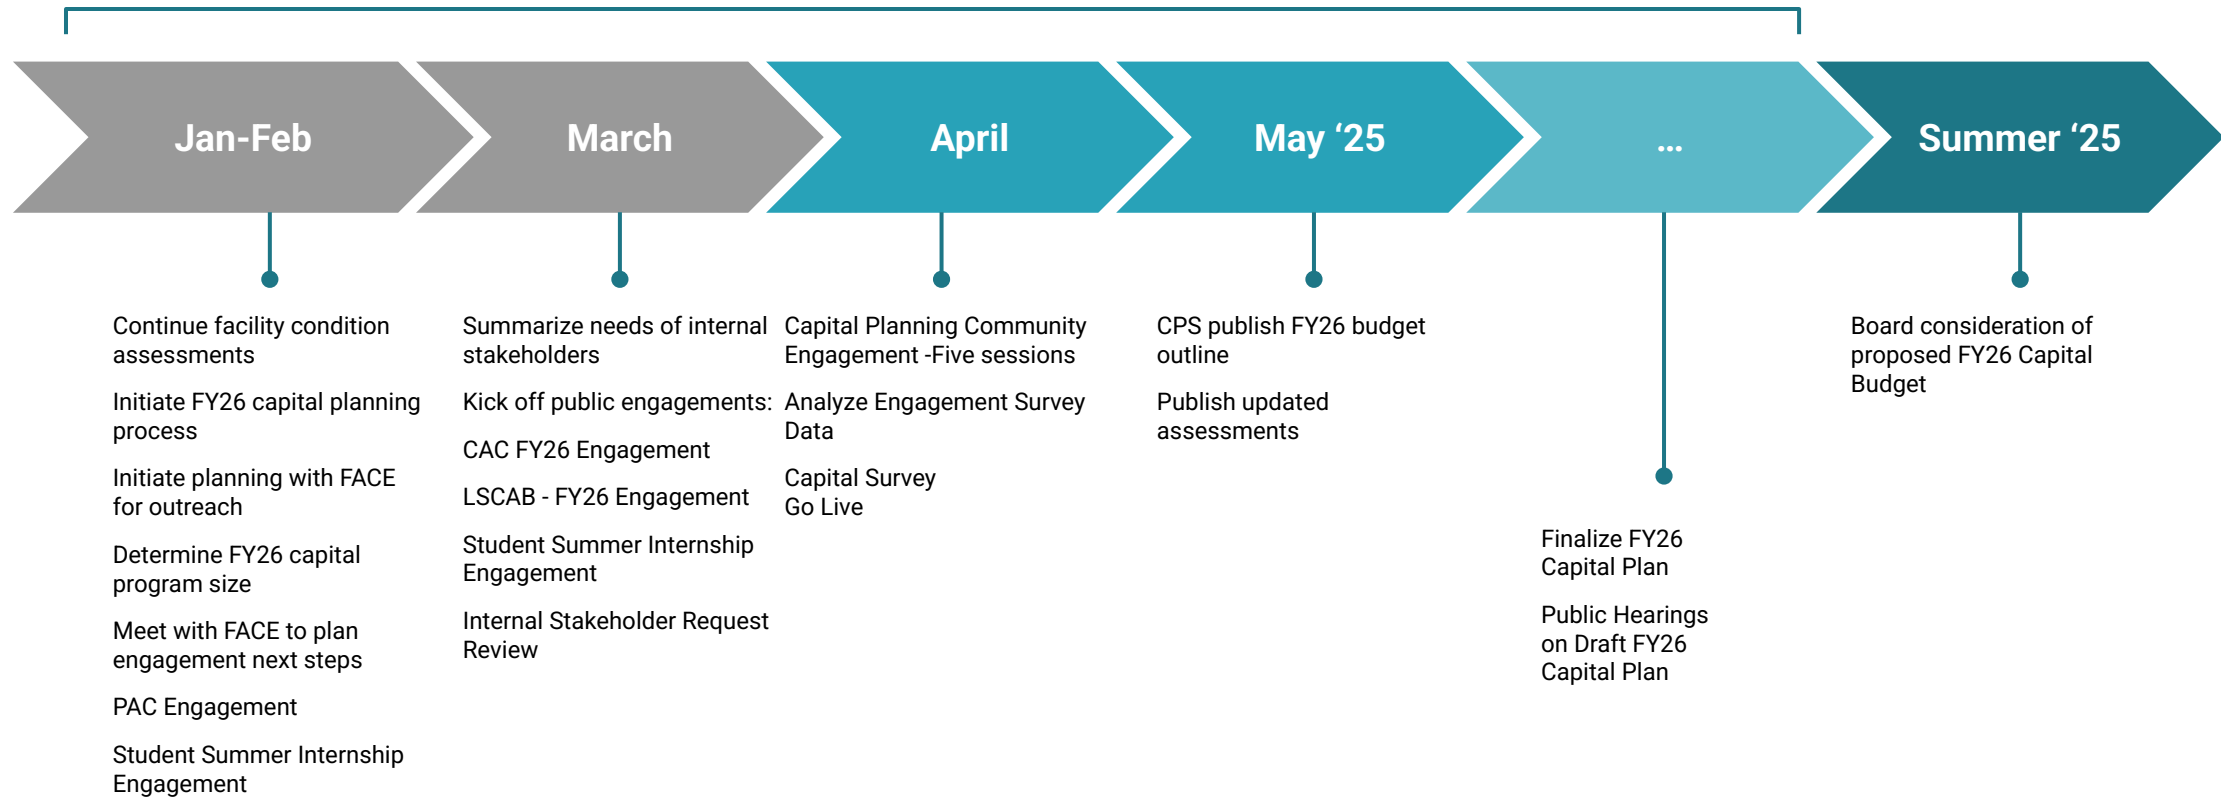 Jan-Feb
March
April
May ‘25
...
Summer ‘25
Continue facility condition
assessments
Initiate FY26 capital planning
process
Initiate planning with FACE
for outreach
Determine FY26 capital
program size
Meet with FACE to plan
engagement next steps
PAC Engagement
Student Summer Internship
Engagement
Summarize needs of internal
stakeholders
Kick off public engagements:
CAC FY26 Engagement
LSCAB - FY26 Engagement
Student Summer Internship
Engagement
Internal Stakeholder Request
Review
Capital Planning Community
Engagement -Five sessions
Analyze Engagement Survey
Data
Capital Survey
Go Live
CPS publish FY26 budget
outline
Publish updated
assessments
Finalize FY26
Capital Plan
Public Hearings
on Draft FY26
Capital Plan
Board consideration of
proposed FY26 Capital
Budget